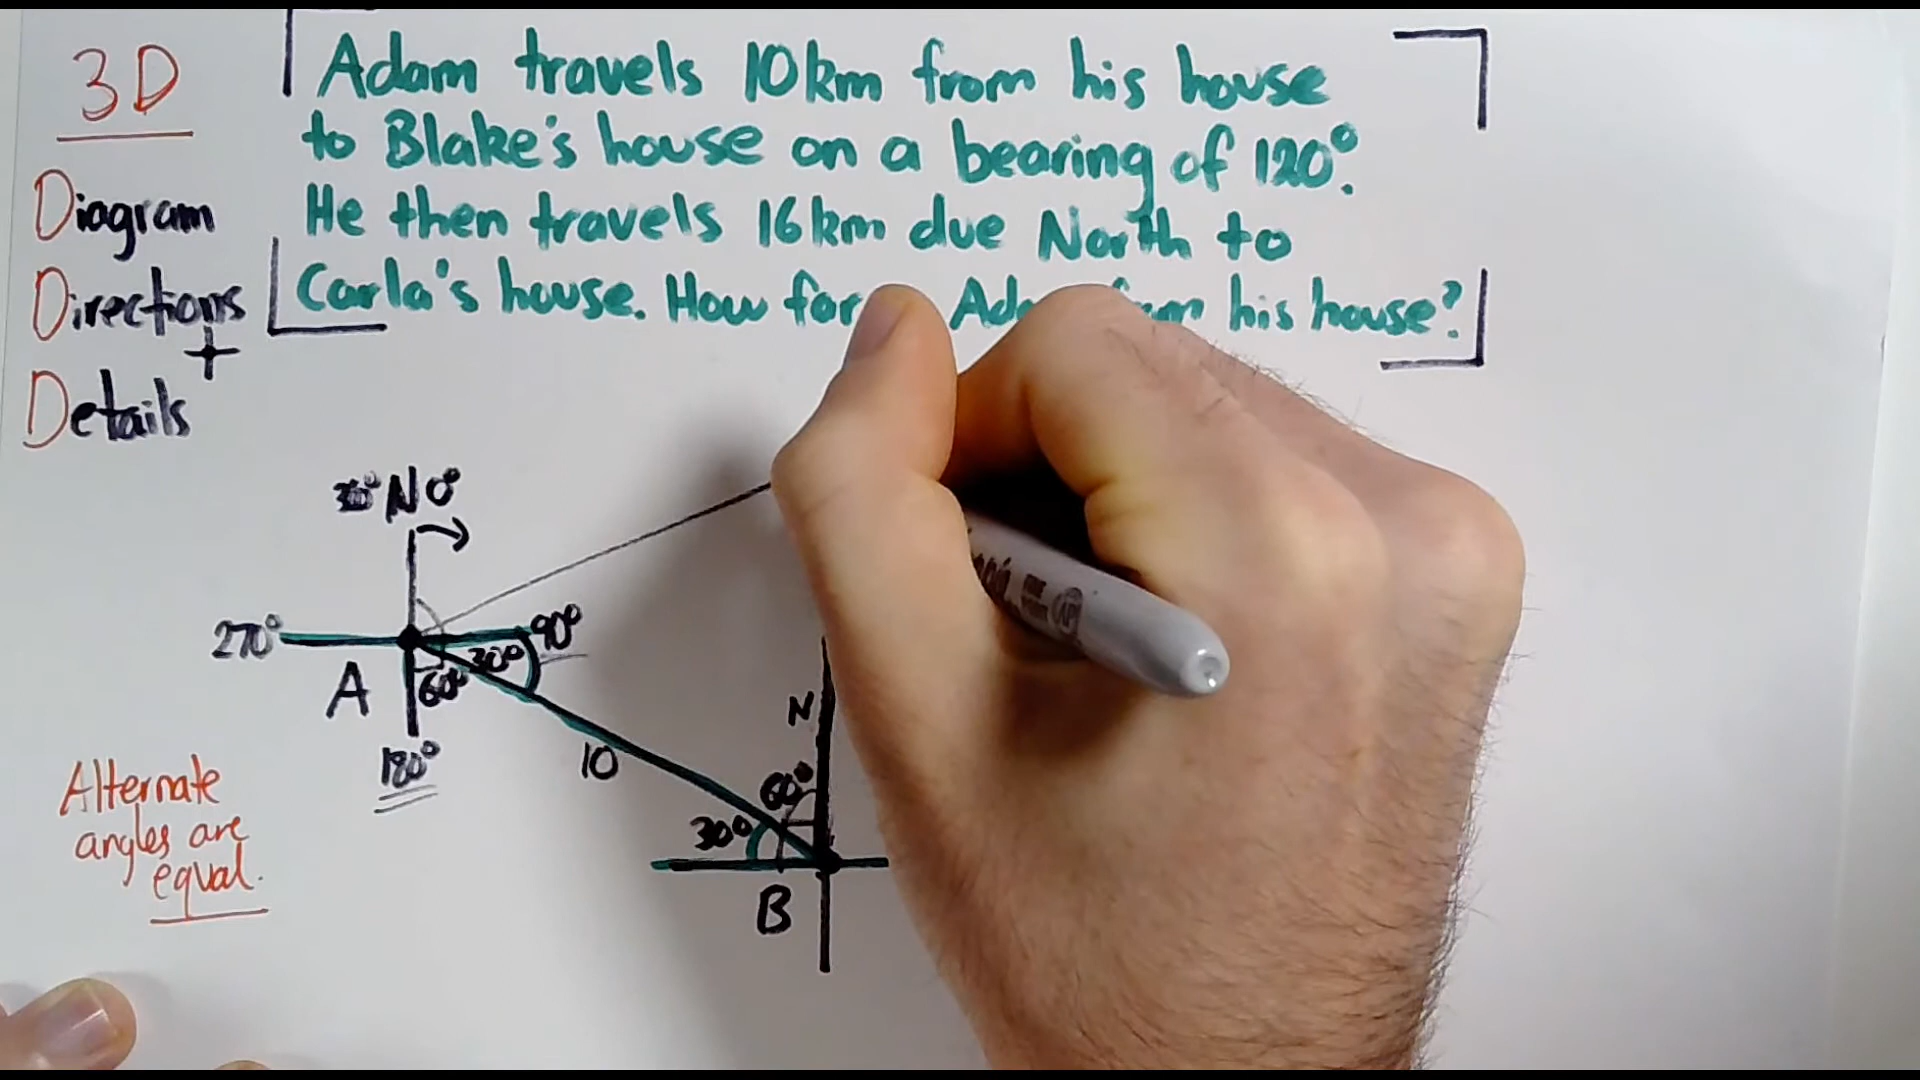 3D
Diagram
Directions
+
Details
Adam travels 10km from his house
to Blake's house on a bearing of 120°.
He then travels 16km due North to
Carla's house. How far his house?
N 0°
270°
90°
30°
60°
A
180°
10
N
60°
30°
B
Alternate
angles are
equal.